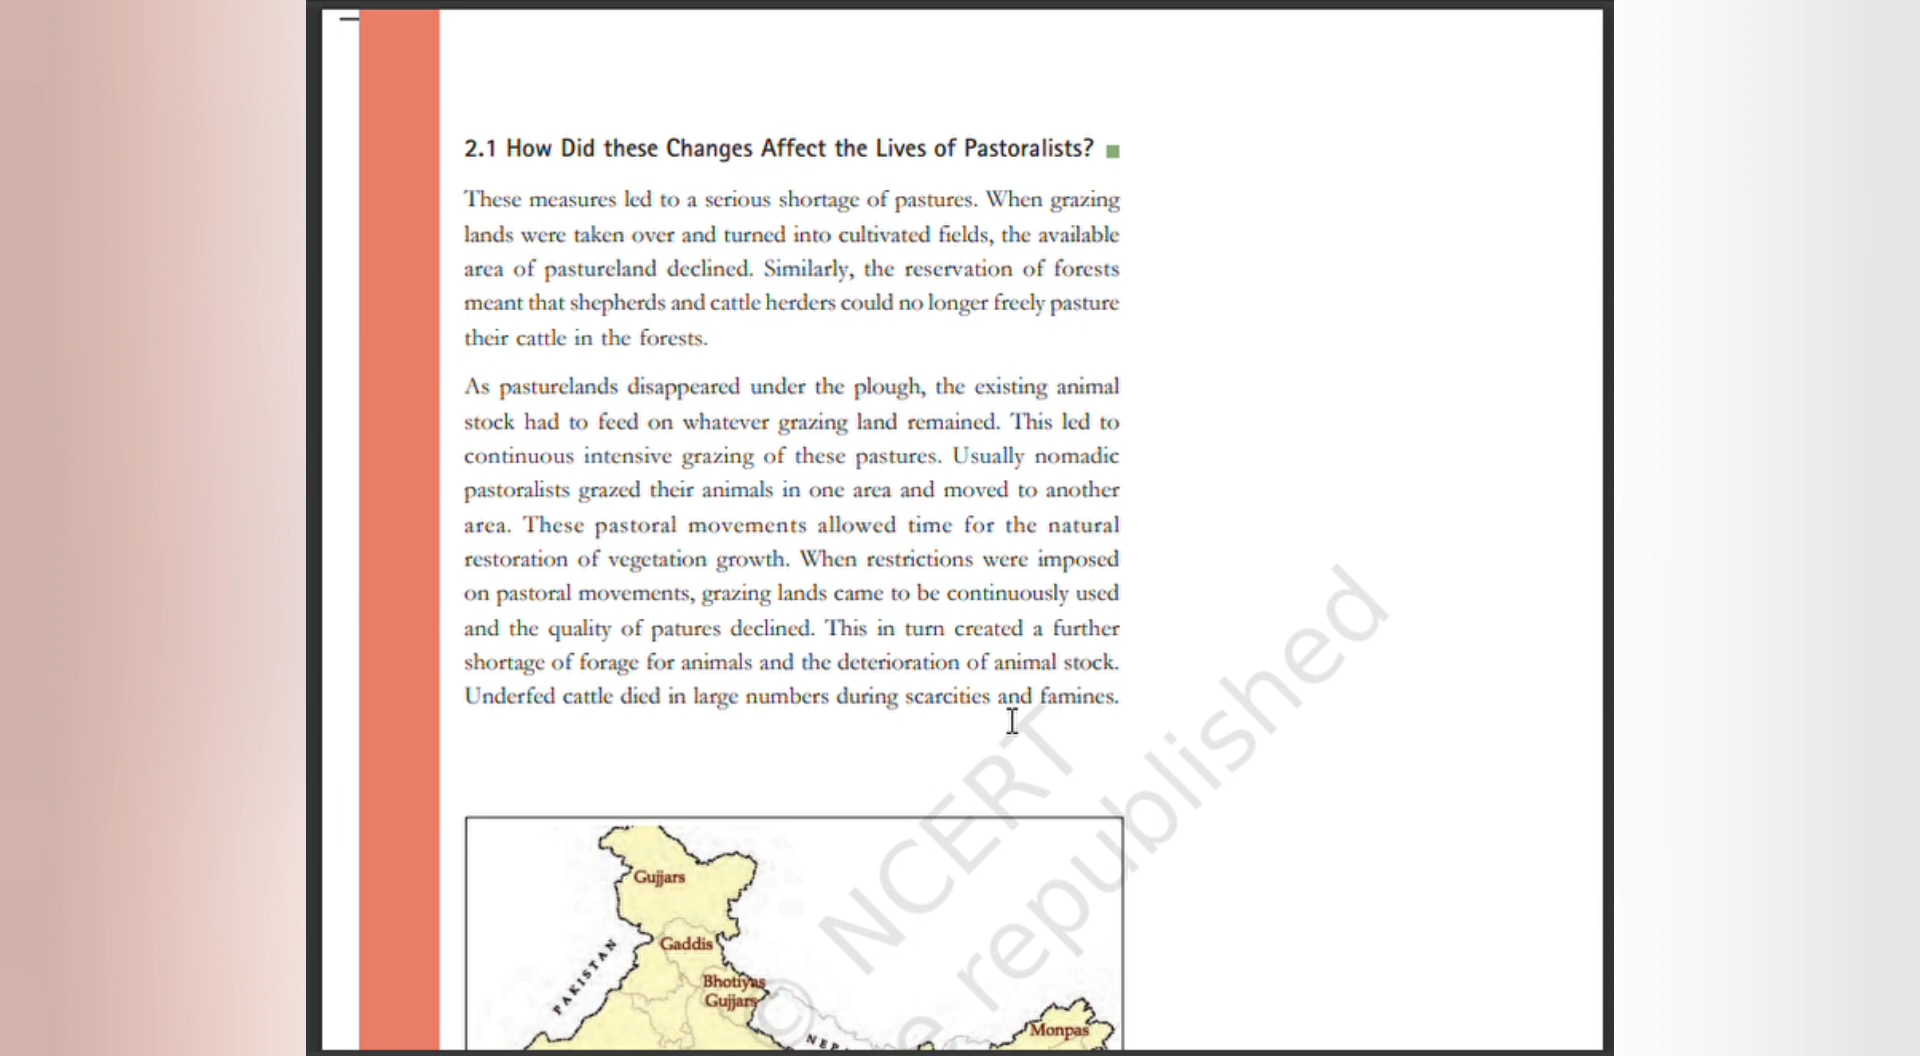 2.1 How Did these Changes Affect the Lives of Pastoralists?
These measures led to a serious shortage of pastures. When grazing
lands were taken over and turned into cultivated fields, the available
area of pastureland declined. Similarly, the reservation of forests
meant that shepherds and cattle herders could no longer freely pasture
their cattle in the forests.
As pasturelands disappeared under the plough, the existing animal
stock had to feed on whatever grazing land remained. This led to
continuous intensive grazing of these pastures. Usually nomadic
pastoralists grazed their animals in one area and moved to another
area. These pastoral movements allowed time for the natural
restoration of vegetation growth. When restrictions were imposed
on pastoral movements, grazing lands came to be continuously used
and the quality of patures declined. This in turn created a further
shortage of forage for animals and the deterioration of animal stock.
Underfed cattle died in large numbers during scarcities and famines.
© NCERT
republished
Gujjars
Gaddis
PAKISTAN
Bhotiyas
Gujjars
Monpas